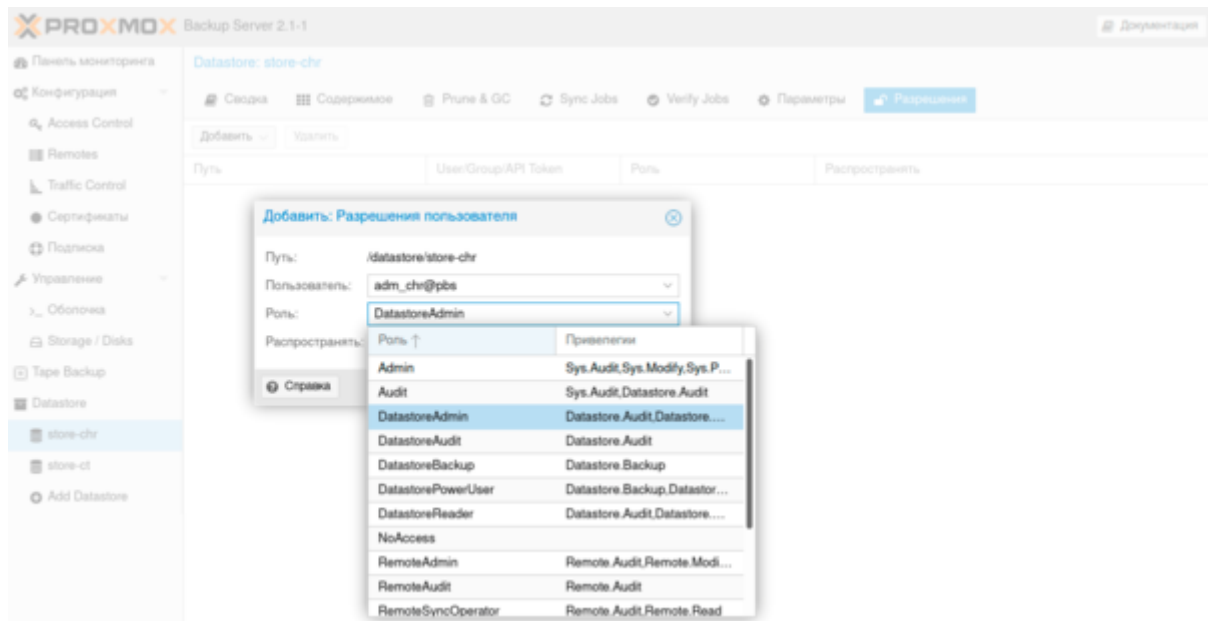 PROXMOX Backup Server 2.1-1 Документация
Панель мониторинга
Конфигурация
Access Control
Remotes
Traffic Control
Сертификаты
Подписка
Управление
Оболочка
Storage / Disks
Tape Backup
Datastore
store-chr
store-ct
Add Datastore
Datastore: store-chr
Сводка Содержимое Prune & GC Sync Jobs Verify Jobs Параметры Разрешения
Добавить Удалить
Путь User/Group/API Token Роль Распространять
Добавить: Разрешения пользователя
Путь: /datastore/store-chr
Пользователь: adm_chr@pbs
Роль: DatastoreAdmin
Распространять:
Справка
Роль ↑ Привелегии
Admin Sys.Audit,Sys.Modify,Sys.P...
Audit Sys.Audit,Datastore.Audit
DatastoreAdmin Datastore.Audit,Datastore....
DatastoreAudit Datastore.Audit
DatastoreBackup Datastore.Backup
DatastorePowerUser Datastore.Backup,Datastor...
DatastoreReader Datastore.Audit,Datastore....
NoAccess
RemoteAdmin Remote.Audit,Remote.Modi...
RemoteAudit Remote.Audit
RemoteSyncOperator Remote.Audit,Remote.Read